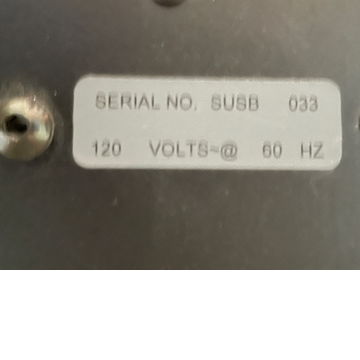 SERIAL NO. SUSB 033
120 VOLTS~@ 60 HZ